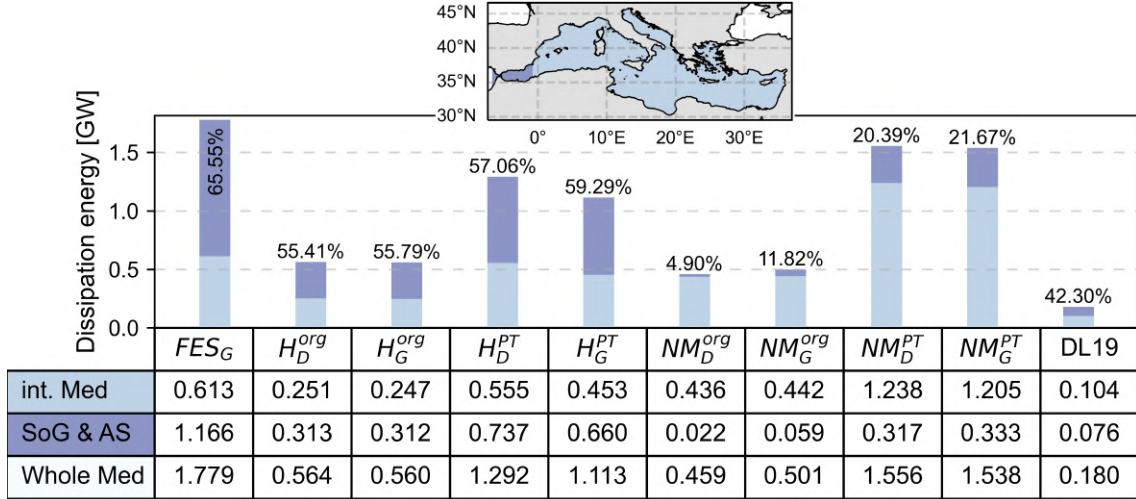 45°N
40°N
35°N
30°N
0° 10°E 20°E 30°E
Dissipation energy [GW]
1.5
1.0
0.5
0.0
65.55% 55.41% 55.79% 57.06% 59.29% 4.90% 11.82% 20.39% 21.67% 42.30%
FES_G H_D^org H_G^org H_D^PT H_G^PT NM_D^org NM_G^org NM_D^PT NM_G^PT DL19
int. Med 0.613 0.251 0.247 0.555 0.453 0.436 0.442 1.238 1.205 0.104
SoG & AS 1.166 0.313 0.312 0.737 0.660 0.022 0.059 0.317 0.333 0.076
Whole Med 1.779 0.564 0.560 1.292 1.113 0.459 0.501 1.556 1.538 0.180